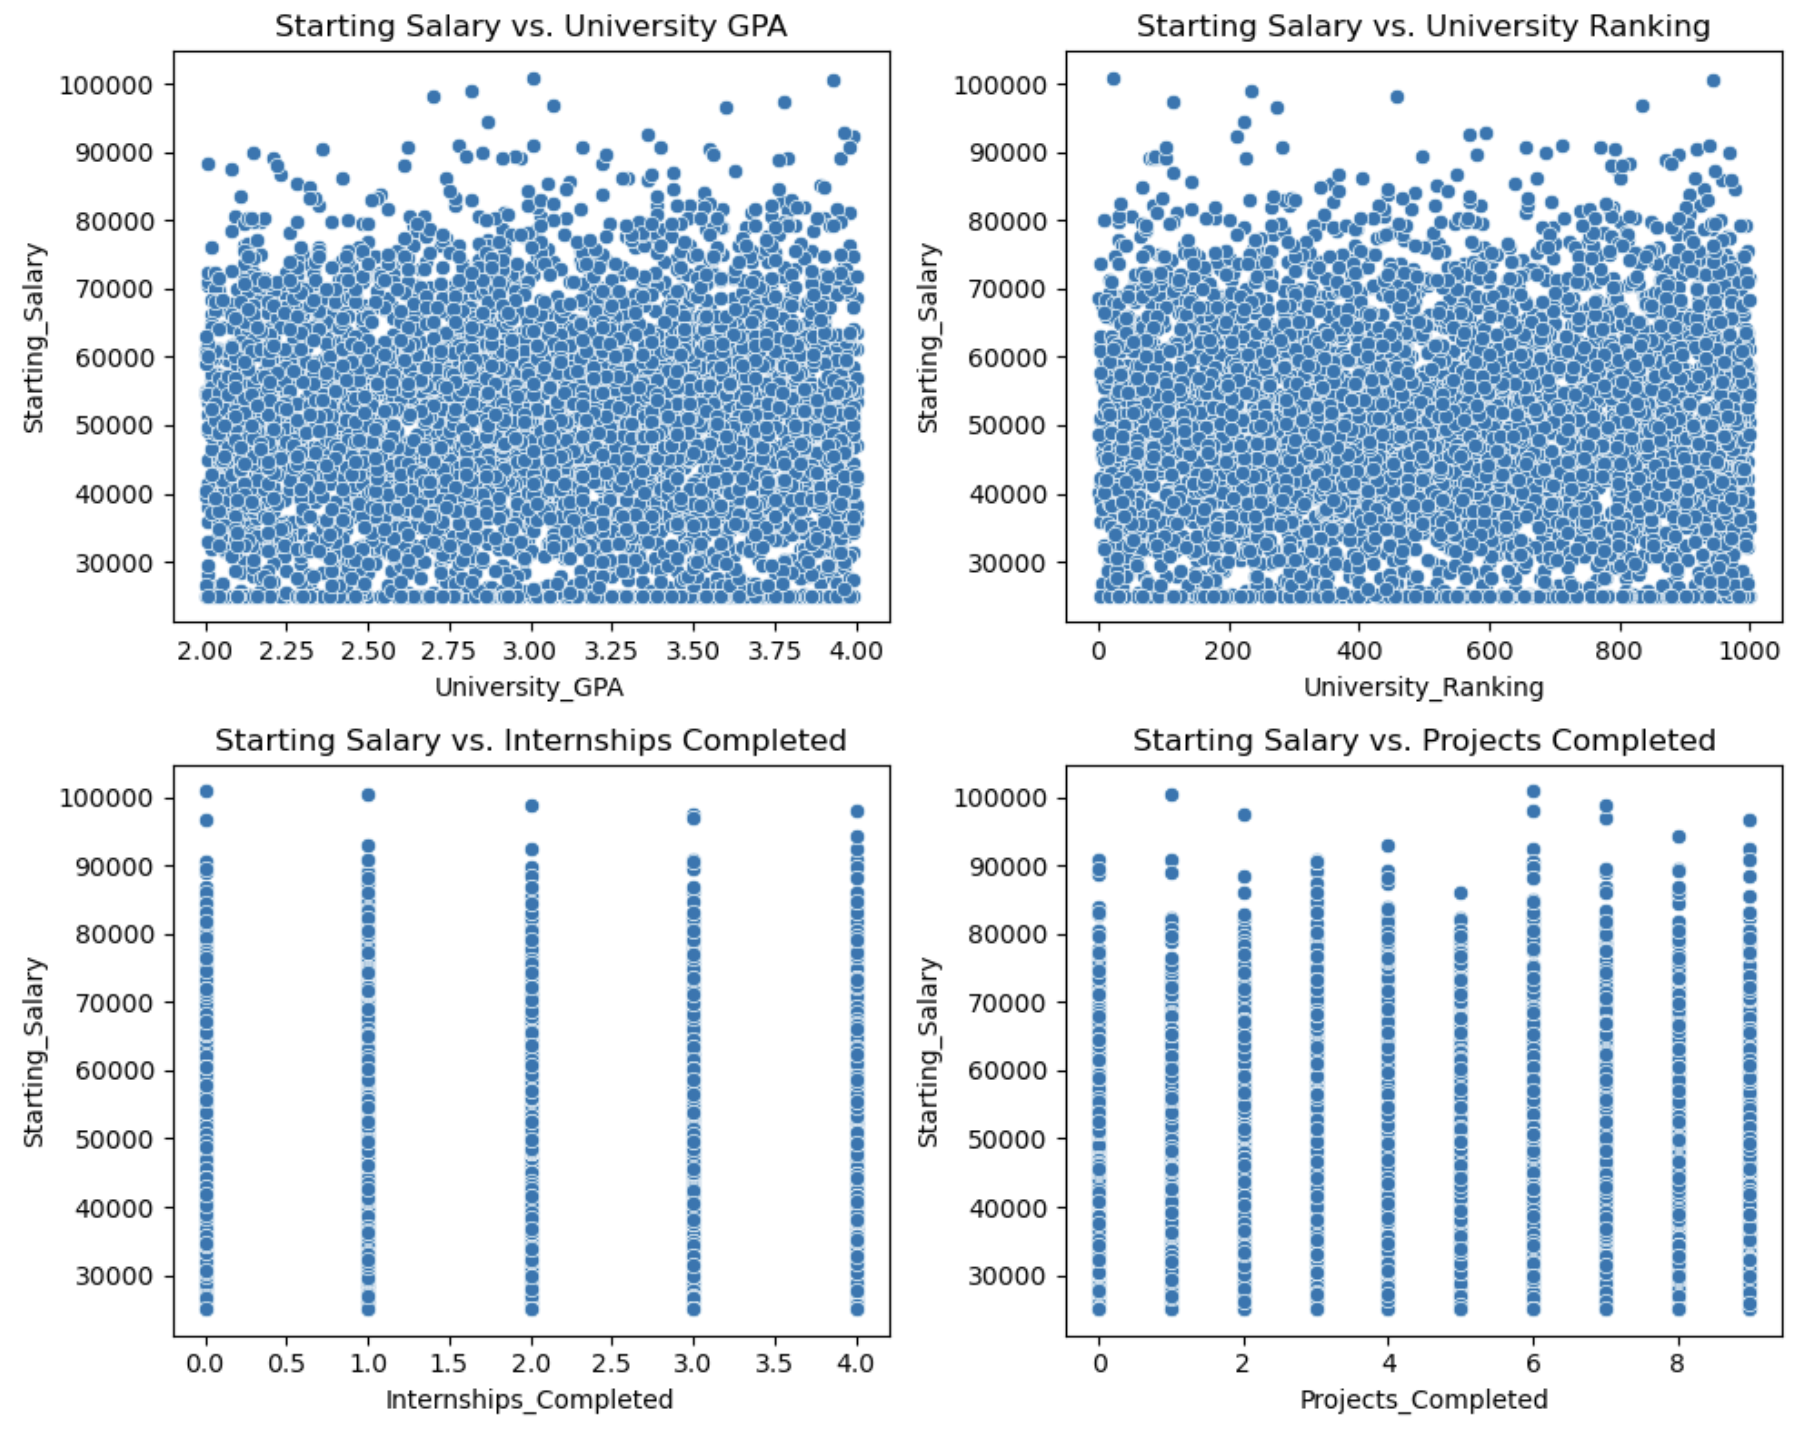 Starting Salary vs. University GPA
100000
90000
80000
70000
60000
50000
40000
30000
Starting_Salary
2.00 2.25 2.50 2.75 3.00 3.25 3.50 3.75 4.00
University_GPA
Starting Salary vs. University Ranking
100000
90000
80000
70000
60000
50000
40000
30000
Starting_Salary
0 200 400 600 800 1000
University_Ranking
Starting Salary vs. Internships Completed
100000
90000
80000
70000
60000
50000
40000
30000
Starting_Salary
0.0 0.5 1.0 1.5 2.0 2.5 3.0 3.5 4.0
Internships_Completed
Starting Salary vs. Projects Completed
100000
90000
80000
70000
60000
50000
40000
30000
Starting_Salary
0 2 4 6 8
Projects_Completed